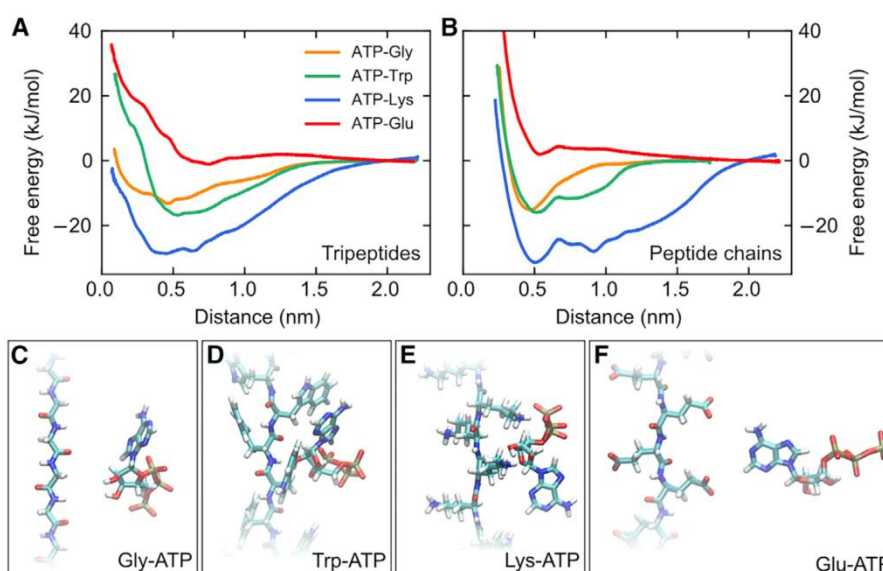 A
B
40
20
0
−20
Free energy (kJ/mol)
ATP-Gly
ATP-Trp
ATP-Lys
ATP-Glu
Tripeptides
0.0 0.5 1.0 1.5 2.0
Distance (nm)
Peptide chains
0.0 0.5 1.0 1.5 2.0
Distance (nm)
40
20
0
−20
Free energy (kJ/mol)
C
Gly-ATP
D
Trp-ATP
E
Lys-ATP
F
Glu-ATP